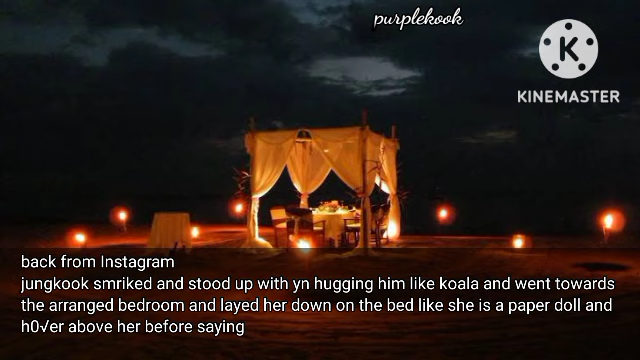 purplekook
KINEMASTER
back from Instagram
jungkook smriked and stood up with yn hugging him like koala and went towards
the arranged bedroom and layed her down on the bed like she is a paper doll and
h0√er above her before saying